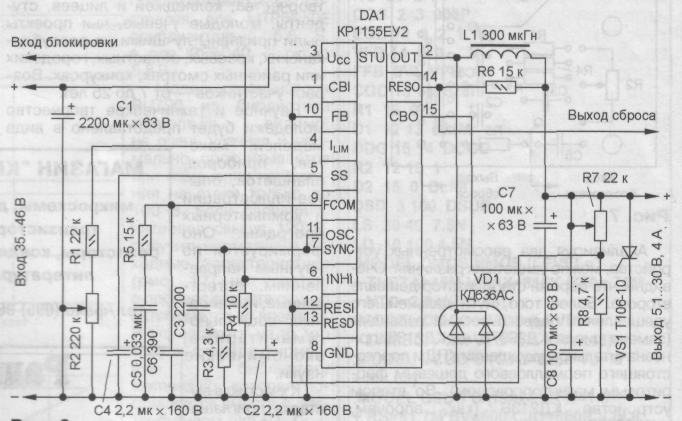 DA1
КР1155ЕУ2
L1 300 мкГн
Вход блокировки
3
Ucc
STU
OUT
2
14
R6 15 к
CBI
RESO
15
C1
2200 мк × 63 В
10
FB
CBO
Выход сброса
4
ILIM
5
SS
R7 22 к
C7
100 мк ×
× 63 В
9
FCOM
11
OSC
7
SYNC
Вход 35...46 В
R1 22 к
R5 15 к
6
INHI
VD1
КД636АС
R8 4,7 к
VS1 Т106-10
Выход 5,1...30 В, 4 А
12
RESI
13
RESD
R2 220 к
C5 0,033 мк
C6 390
C3 2200
R3 4,3 к
R4 10 к
8
GND
C8 100 мк × 63 В
C4 2,2 мк × 160 В
C2 2,2 мк × 160 В